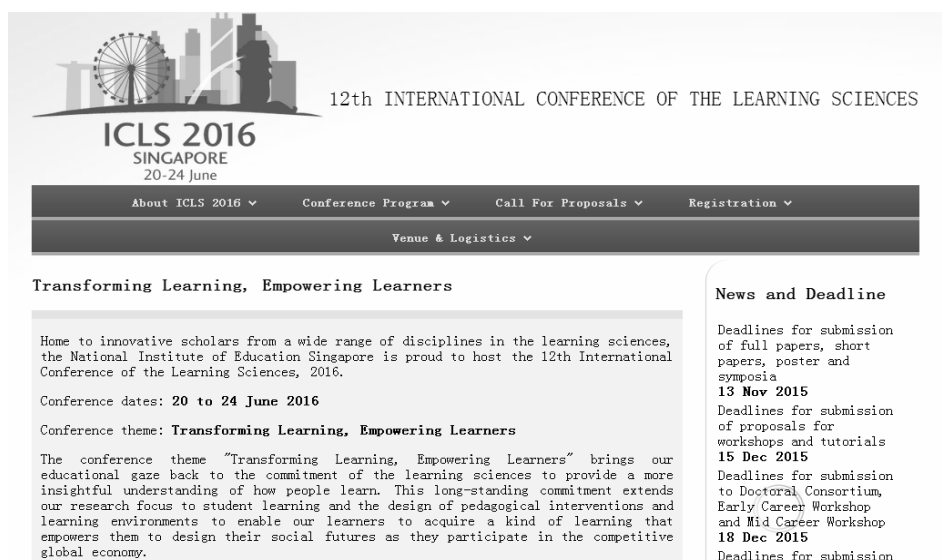 12th INTERNATIONAL CONFERENCE OF THE LEARNING SCIENCES
ICLS 2016
SINGAPORE
20-24 June
About ICLS 2016
Conference Program
Call For Proposals
Registration
Venue & Logistics
Transforming Learning, Empowering Learners
Home to innovative scholars from a wide range of disciplines in the learning sciences,
the National Institute of Education Singapore is proud to host the 12th International
Conference of the Learning Sciences, 2016.
Conference dates: 20 to 24 June 2016
Conference theme: Transforming Learning, Empowering Learners
The conference theme "Transforming Learning, Empowering Learners" brings our
educational gaze back to the commitment of the learning sciences to provide a more
insightful understanding of how people learn. This long-standing commitment extends
our research focus to student learning and the design of pedagogical interventions and
learning environments to enable our learners to acquire a kind of learning that
empowers them to design their social futures as they participate in the competitive
global economy.
News and Deadline
Deadlines for submission
of full papers, short
papers, poster and
symposia
13 Nov 2015
Deadlines for submission
of proposals for
workshops and tutorials
15 Dec 2015
Deadlines for submission
to Doctoral Consortium,
Early Career Workshop
and Mid Career Workshop
18 Dec 2015
Deadlines for submission